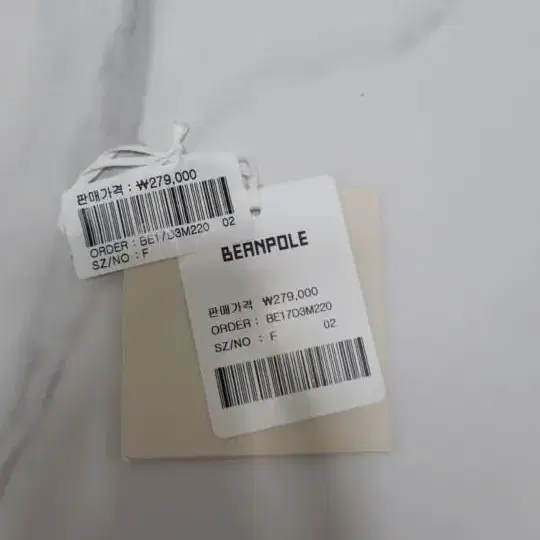 판매가격 : ₩279,000
ORDER : BE17D3M220 02
SZ/NO : F
BEANPOLE
판매가격 ₩279,000
ORDER : BE17D3M220
SZ/NO : F 02